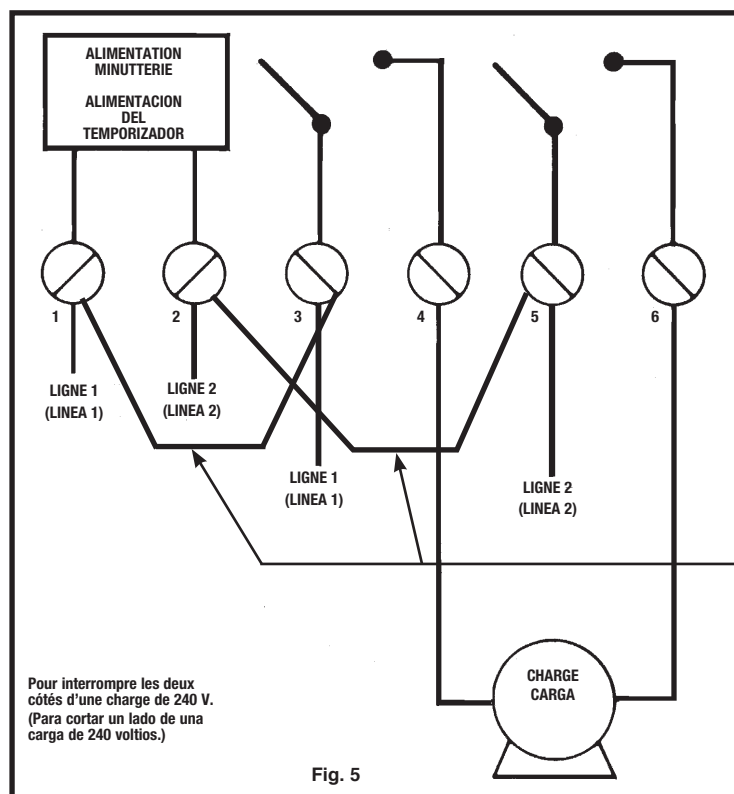 ALIMENTATION
MINUTTERIE
ALIMENTACION
DEL
TEMPORIZADOR
1
2
3
4
5
6
LIGNE 1
(LINEA 1)
LIGNE 2
(LINEA 2)
LIGNE 1
(LINEA 1)
LIGNE 2
(LINEA 2)
CHARGE
CARGA
Pour interrompre les deux
côtés d'une charge de 240 V.
(Para cortar un lado de una
carga de 240 voltios.)
Fig. 5